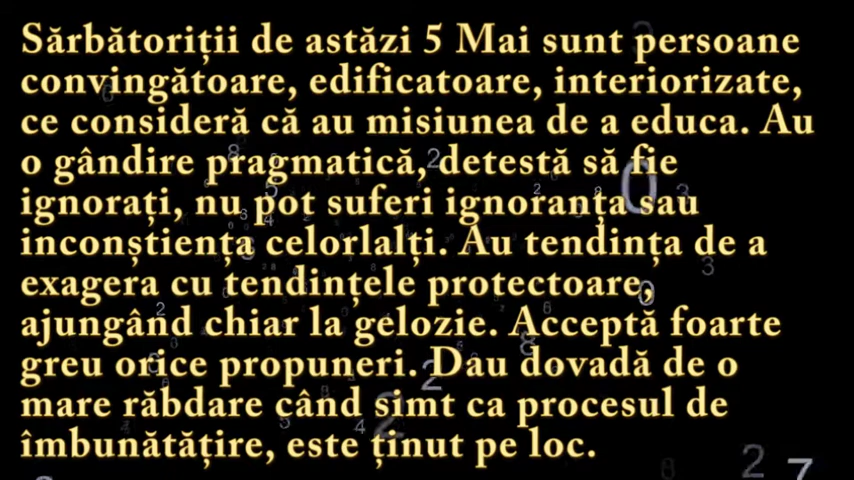 Sărbătoriții de astăzi 5 Mai sunt persoane
convingătoare, edificatoare, interiorizate,
ce consideră că au misiunea de a educa. Au
o gândire pragmatică, detestă să fie
ignorați, nu pot suferi ignoranța sau
inconștiența celorlalți. Au tendința de a
exagera cu tendințele protectoare,
ajungând chiar la gelozie. Acceptă foarte
greu orice propuneri. Dau dovadă de o
mare răbdare când simt ca procesul de
îmbunătățire, este ținut pe loc.